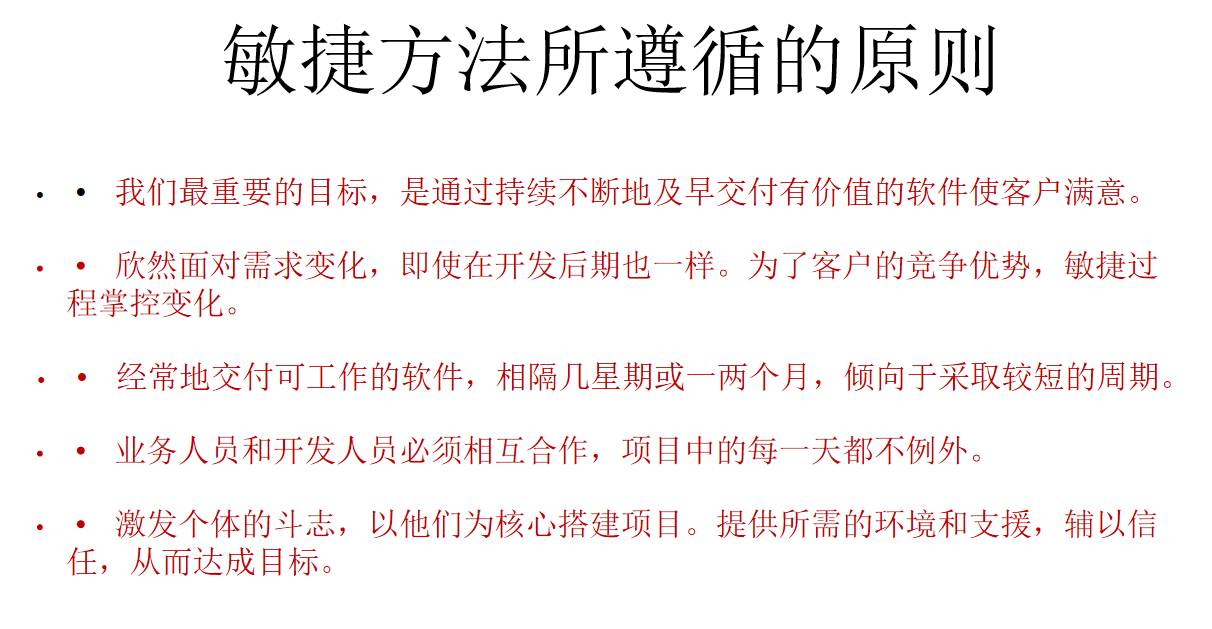 敏捷方法所遵循的原则
• • 我们最重要的目标，是通过持续不断地及早交付有价值的软件使客户满意。
• • 欣然面对需求变化，即使在开发后期也一样。为了客户的竞争优势，敏捷过
程掌控变化。
• • 经常地交付可工作的软件，相隔几星期或一两个月，倾向于采取较短的周期。
• • 业务人员和开发人员必须相互合作，项目中的每一天都不例外。
• • 激发个体的斗志，以他们为核心搭建项目。提供所需的环境和支援，辅以信
任，从而达成目标。